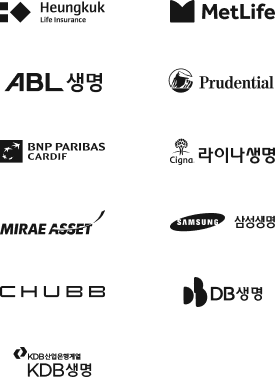 Heungkuk
Life Insurance
MetLife
ABL생명
Prudential
BNP PARIBAS
CARDIF
Cigna 라이나생명
MIRAE ASSET
SAMSUNG 삼성생명
CHUBB
DB생명
KDB산업은행계열
KDB생명